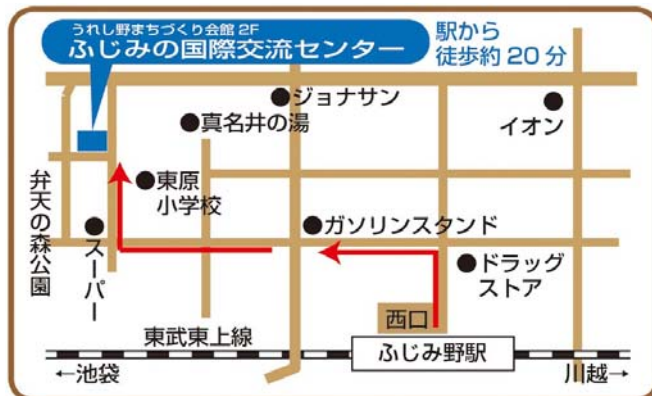 うれし野まちづくり会館 2F
ふじみの国際交流センター
駅から
徒歩約 20 分
●ジョナサン
●真名井の湯
イオン
●東原
小学校
弁天の森公園
スーパー
●ガソリンスタンド
●ドラッグ
ストア
西口
東武東上線
ふじみ野駅
←池袋
川越→